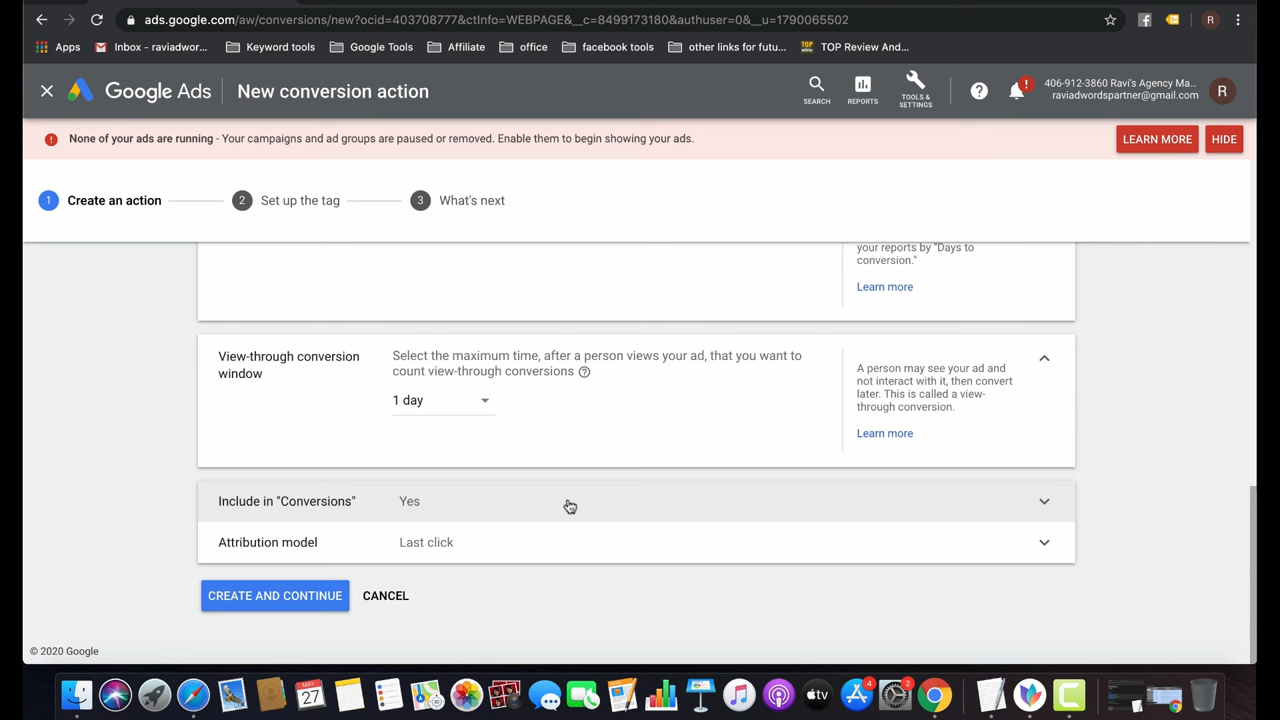 ads.google.com/aw/conversions/new?ocid=403708777&ctInfo=WEBPAGE&__c=8499173180&authuser=0&__u=1790065502
R
Apps
Inbox - raviadwor...
Keyword tools
Google Tools
Affiliate
office
facebook tools
other links for futu...
TOP Review And...
Google Ads
New conversion action
SEARCH
REPORTS
TOOLS &
SETTINGS
406-912-3860 Ravi's Agency Ma...
raviadwordspartner@gmail.com
R
None of your ads are running - Your campaigns and ad groups are paused or removed. Enable them to begin showing your ads.
LEARN MORE
HIDE
1 Create an action
2 Set up the tag
3 What's next
your reports by "Days to
conversion."
Learn more
View-through conversion
window
Select the maximum time, after a person views your ad, that you want to
count view-through conversions
1 day
A person may see your ad and
not interact with it, then convert
later. This is called a view-
through conversion.
Learn more
Include in "Conversions"
Yes
Attribution model
Last click
CREATE AND CONTINUE
CANCEL
© 2020 Google
MAY
27
tv
4
2